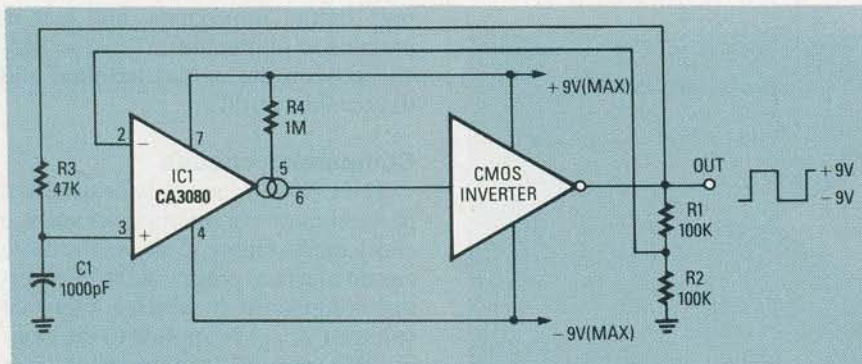 R3
47K
C1
1000pF
2
−
3
+
IC1
CA3080
7
4
R4
1M
5
6
+9V(MAX)
−9V(MAX)
CMOS
INVERTER
OUT
+9V
−9V
R1
100K
R2
100K